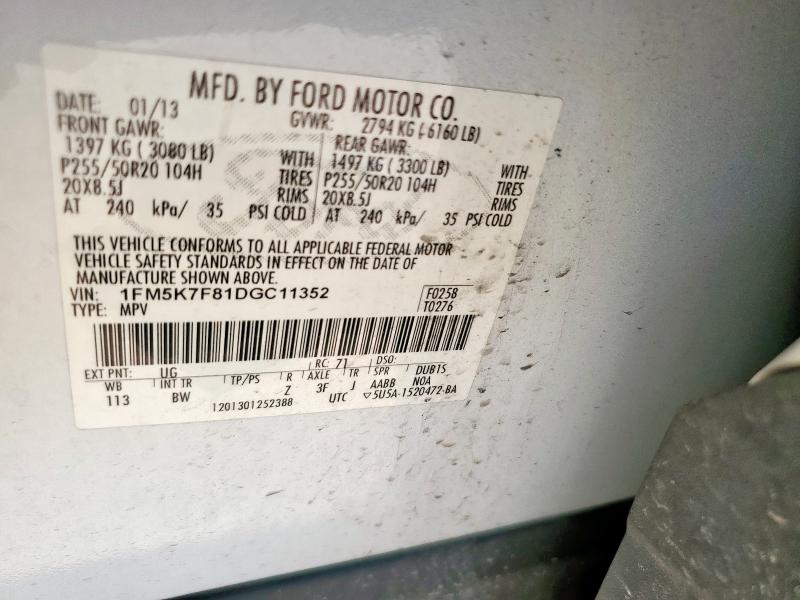 MFD. BY FORD MOTOR CO.
DATE: 01/13
GVWR: 2794 KG ( 6160 LB)
FRONT GAWR: REAR GAWR:
1397 KG ( 3080 LB) WITH 1497 KG ( 3300 LB) WITH
P255/50R20 104H TIRES P255/50R20 104H TIRES
20X8.5J RIMS 20X8.5J RIMS
AT 240 kPa/ 35 PSI COLD AT 240 kPa/ 35 PSI COLD
THIS VEHICLE CONFORMS TO ALL APPLICABLE FEDERAL MOTOR
VEHICLE SAFETY STANDARDS IN EFFECT ON THE DATE OF
MANUFACTURE SHOWN ABOVE.
VIN: 1FM5K7F81DGC11352 F0258
TYPE: MPV T0276
EXT PNT: UG RC: 71 DSO:
WB INT TR TP/PS R AXLE TR SPR DUB15
113 BW Z 3F J AABB N0A
1201301252388 UTC ▽5U5A-1520472-BA